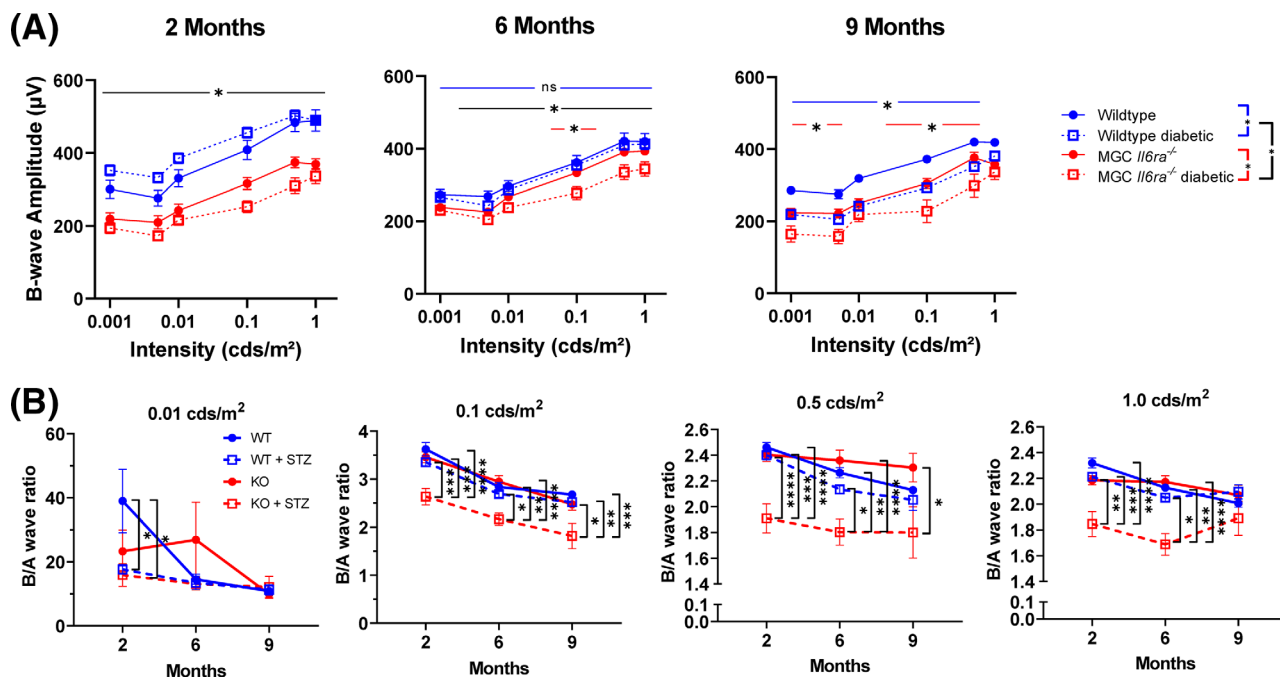 (A)
2 Months
6 Months
9 Months
B-wave Amplitude (µV)
600
400
200
0
*
0.001 0.01 0.1 1
Intensity (cds/m²)
600
400
200
0
ns
*
*
0.001 0.01 0.1 1
Intensity (cds/m²)
600
400
200
0
*
* *
0.001 0.01 0.1 1
Intensity (cds/m²)
Wildtype
Wildtype diabetic
MGC Il6ra-/-
MGC Il6ra-/- diabetic
*
*
*
(B)
0.01 cds/m²
B/A wave ratio
60
40
20
0
WT
WT + STZ
KO
KO + STZ
*
*
2 6 9
Months
0.1 cds/m²
B/A wave ratio
4
3
2
1
0
***
***
****
*
**
***
*
**
***
2 6 9
Months
0.5 cds/m²
B/A wave ratio
2.6
2.4
2.2
2.0
1.8
1.6
1.4
0.1
0.0
****
****
****
*
***
***
*
2 6 9
Months
1.0 cds/m²
B/A wave ratio
2.6
2.4
2.2
2.0
1.8
1.6
1.4
0.1
0.0
**
***
***
*
***
****
2 6 9
Months